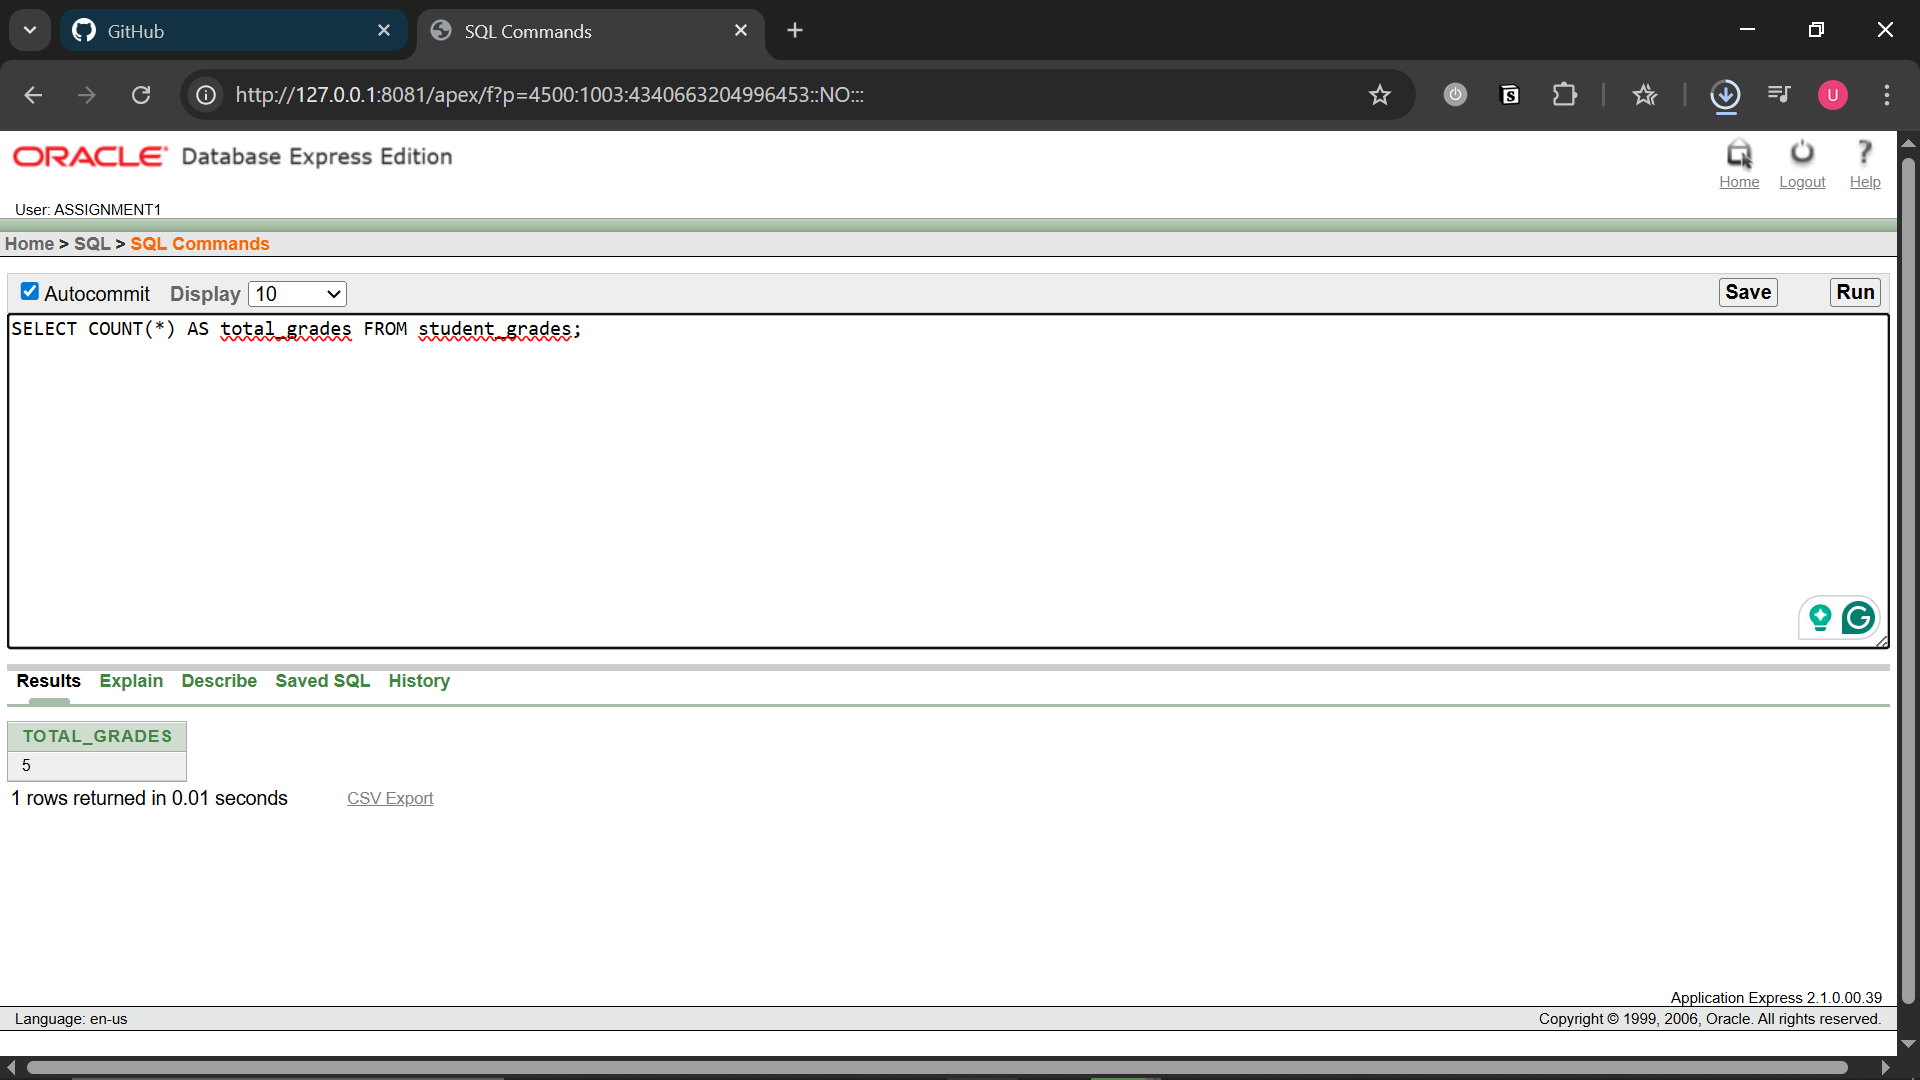 GitHub
SQL Commands
http://127.0.0.1:8081/apex/f?p=4500:1003:4340663204996453::NO:::
U
ORACLE Database Express Edition
Home Logout Help
User: ASSIGNMENT1
Home > SQL > SQL Commands
Autocommit Display 10 Save Run
SELECT COUNT(*) AS total_grades FROM student_grades;
Results Explain Describe Saved SQL History
TOTAL_GRADES
5
1 rows returned in 0.01 seconds CSV Export
Application Express 2.1.0.00.39
Language: en-us Copyright © 1999, 2006, Oracle. All rights reserved.